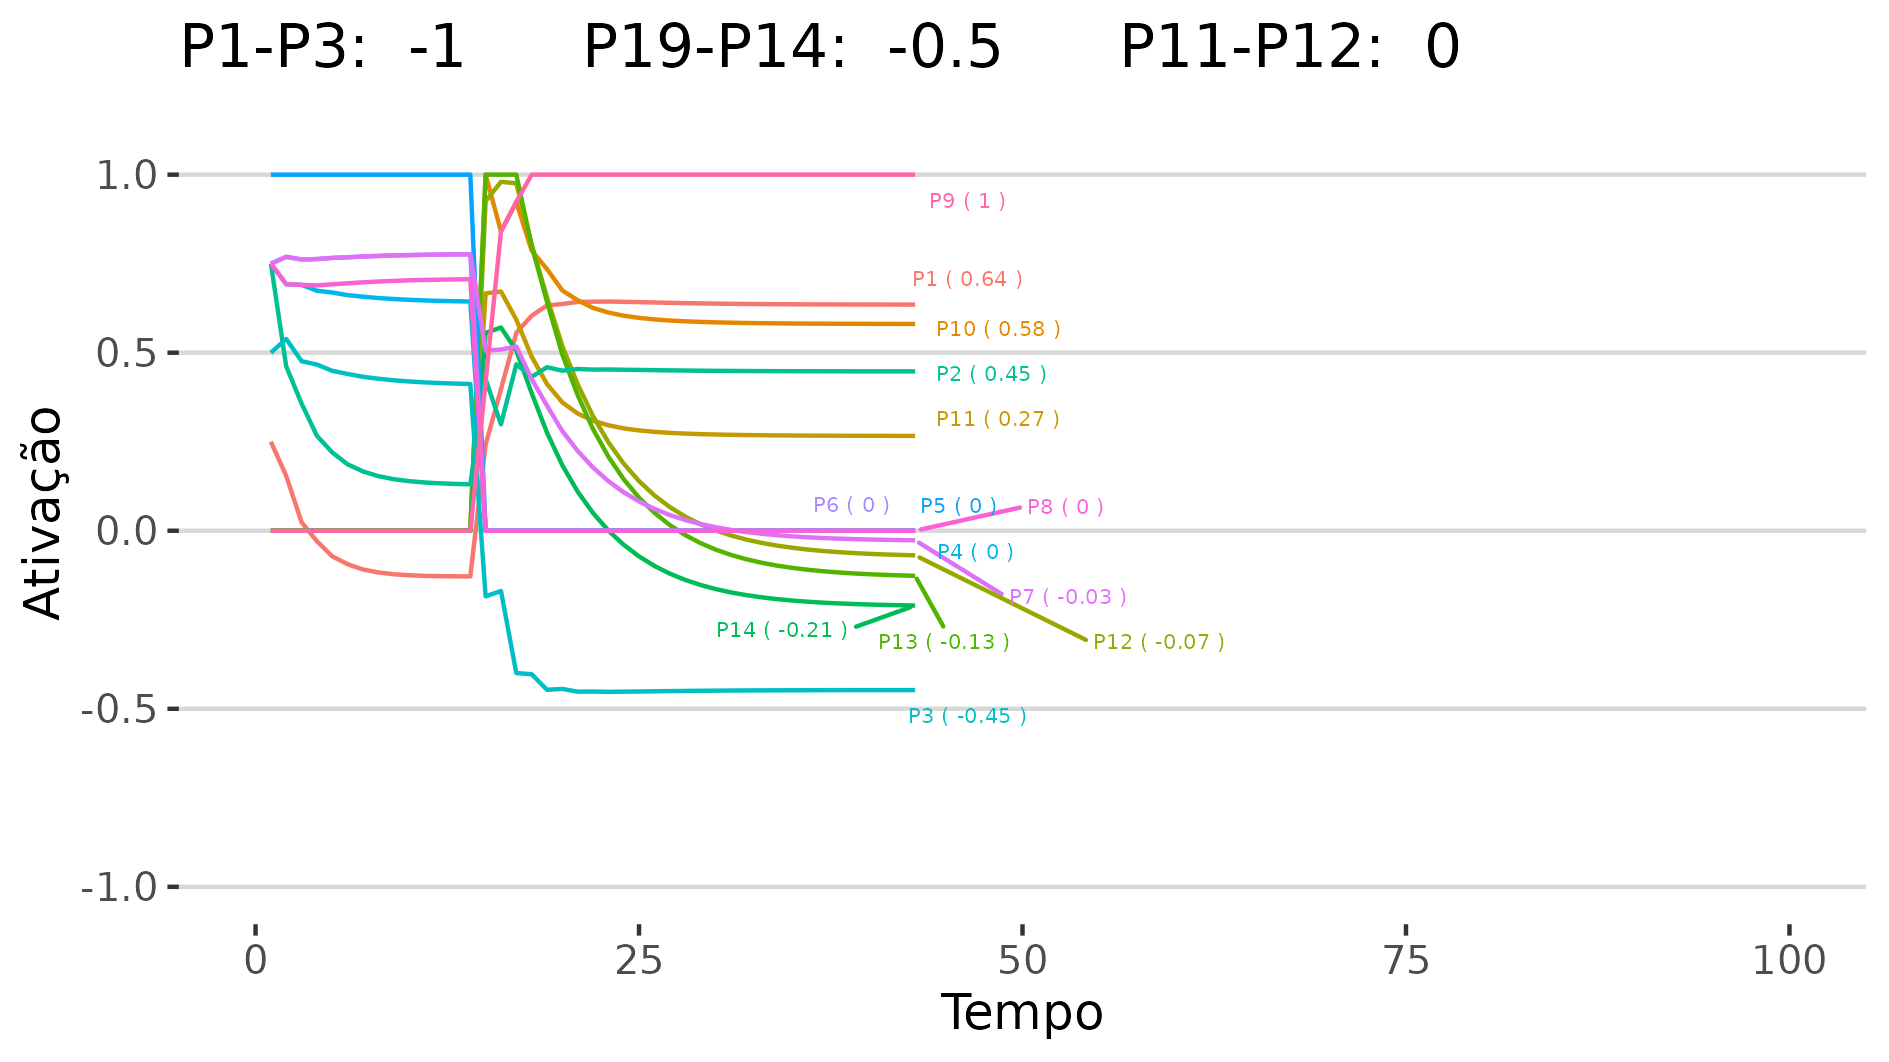 P1-P3: -1 P19-P14: -0.5 P11-P12: 0
1.0
P9 ( 1 )
P1 ( 0.64 )
P10 ( 0.58 )
0.5
P2 ( 0.45 )
P11 ( 0.27 )
P6 ( 0 ) P5 ( 0 ) P8 ( 0 )
0.0
P4 ( 0 )
P7 ( -0.03 )
P14 ( -0.21 ) P13 ( -0.13 ) P12 ( -0.07 )
-0.5
P3 ( -0.45 )
-1.0
Ativação
0 25 50 75 100
Tempo